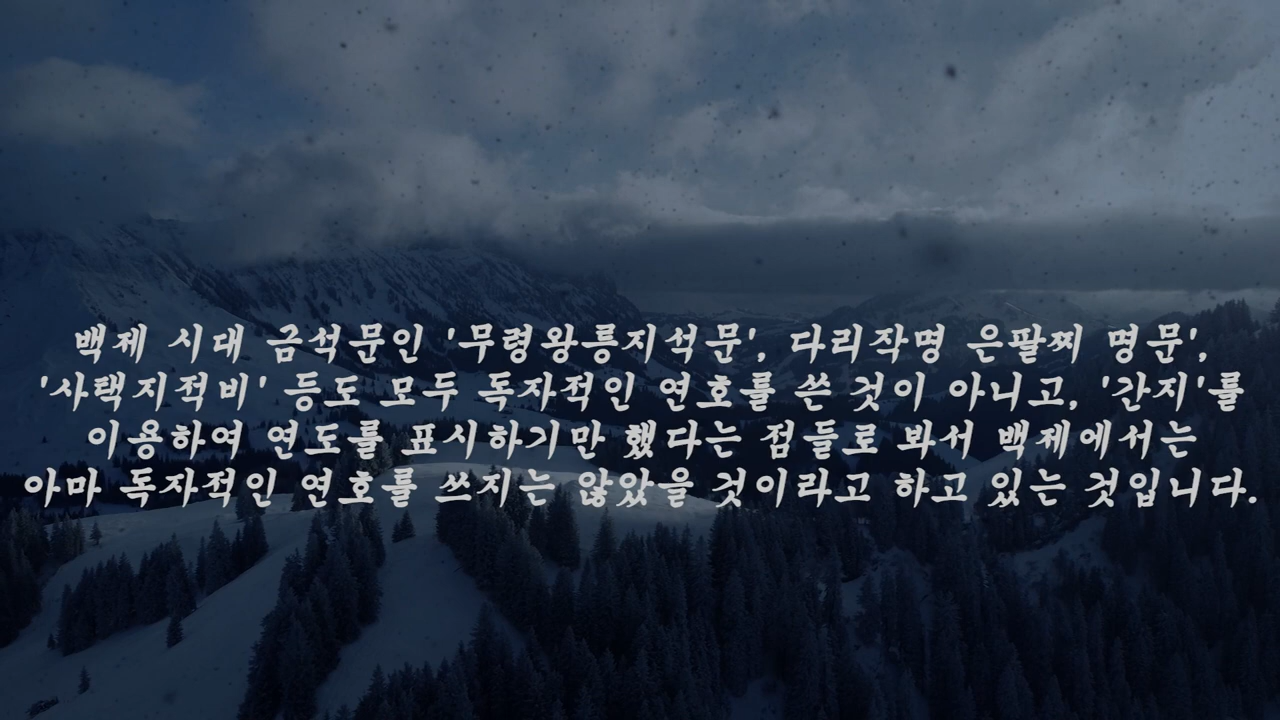 백제 시대 금석문인 '무령왕릉지석문', 다리작명 은팔찌 명문',
'사택지적비' 등도 모두 독자적인 연호를 쓴 것이 아니고, '간지'를
이용하여 연도를 표시하기만 했다는 점들로 봐서 백제에서는
아마 독자적인 연호를 쓰지는 않았을 것이라고 하고 있는 것입니다.